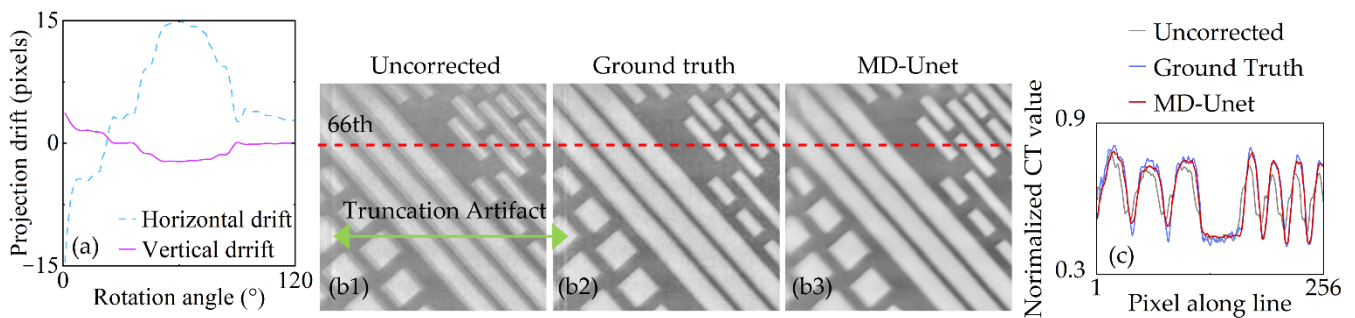 Projection drift (pixels)
15
0
−15
Horizontal drift
Vertical drrift
(a)
0
120
Rotation angle (°)
Uncorrected
Ground truth
MD-Unet
66th
Truncation Artifact
(b1)
(b2)
(b3)
Uncorrected
Ground Truth
MD-Unet
Normalized CT value
0.9
0.3
(c)
1
256
Pixel along line